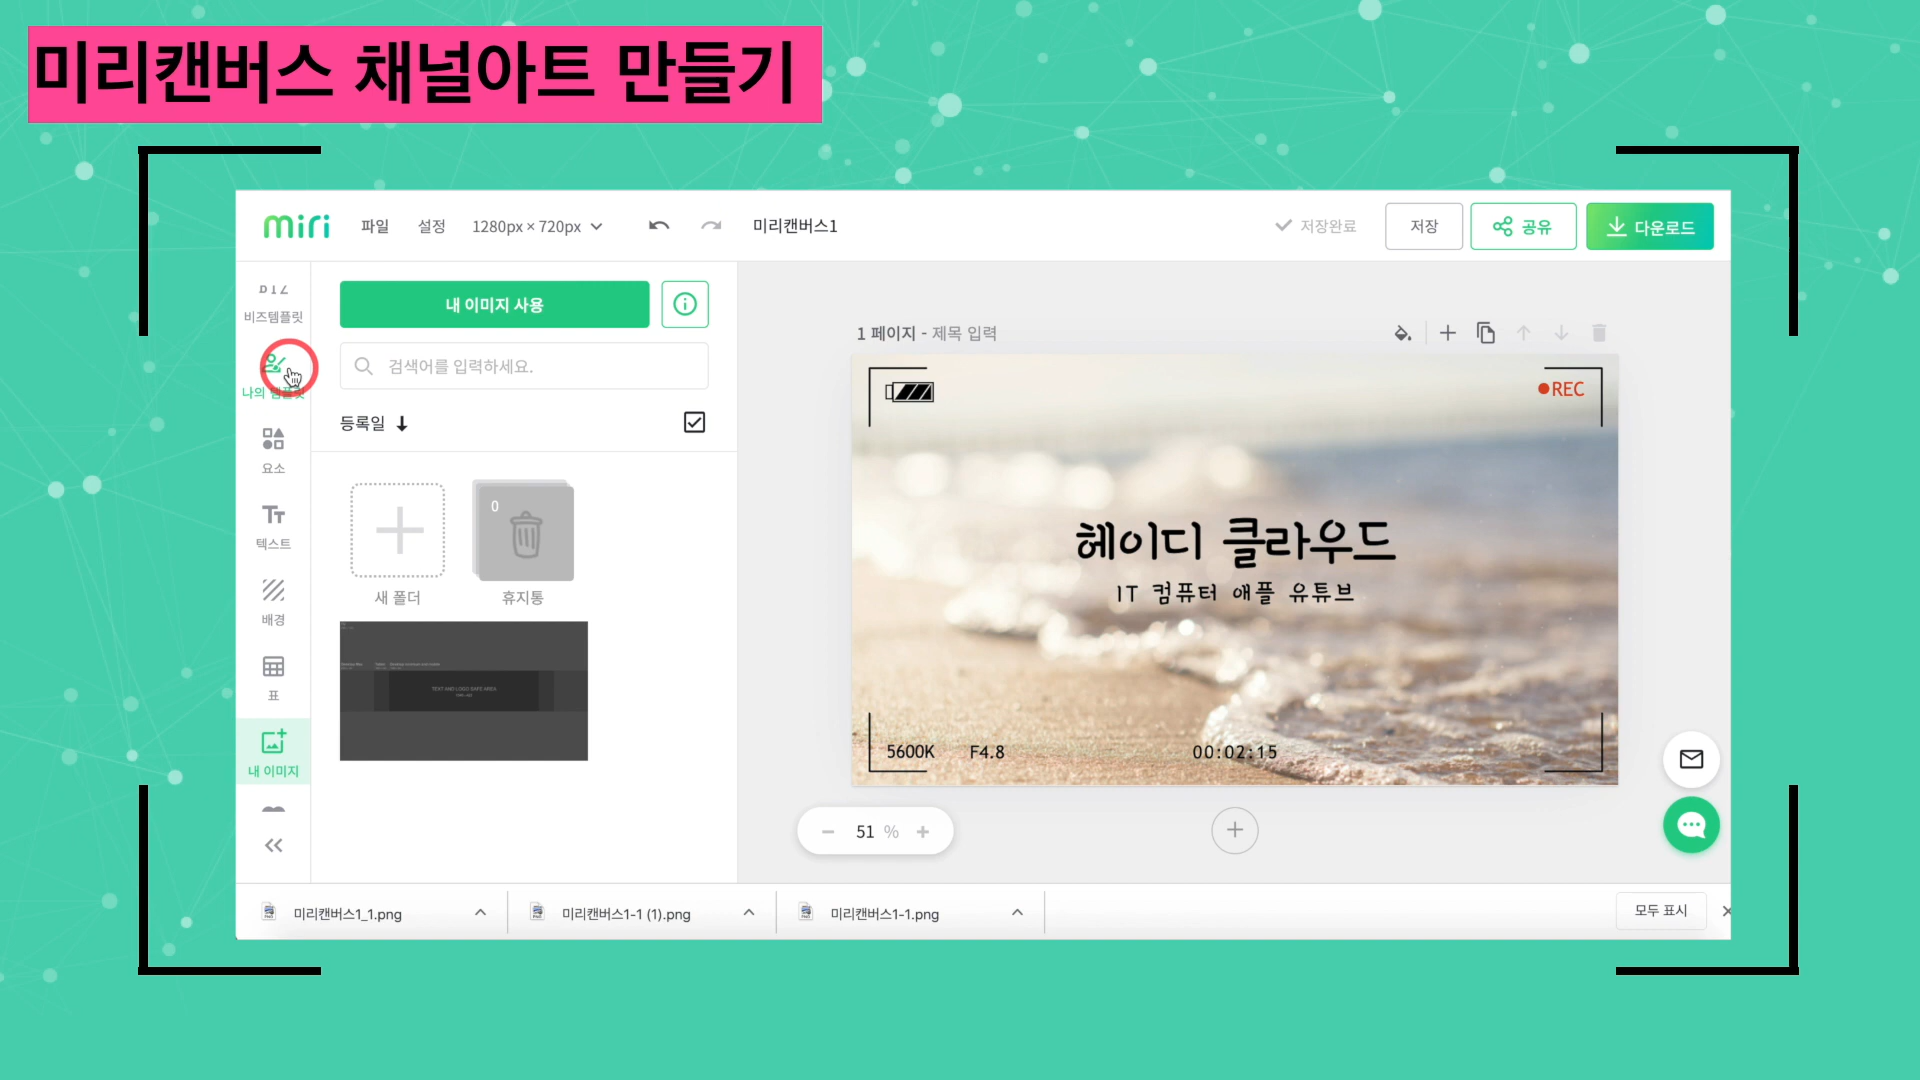 미리캔버스 채널아트 만들기
miri 파일 설정 1280px × 720px 미리캔버스1 저장완료 저장 공유 다운로드
비즈템플릿
나의 템플릿
요소
텍스트
배경
표
내 이미지
내 이미지 사용
검색어를 입력하세요.
등록일
0
새 폴더 휴지통
TEXT AND LOGO SAFE AREA
1 페이지 - 제목 입력
REC
헤이디 클라우드
IT 컴퓨터 애플 유튜브
5600K F4.8 00:02:15
51 %
미리캔버스1_1.png 미리캔버스1-1 (1).png 미리캔버스1-1.png 모두 표시